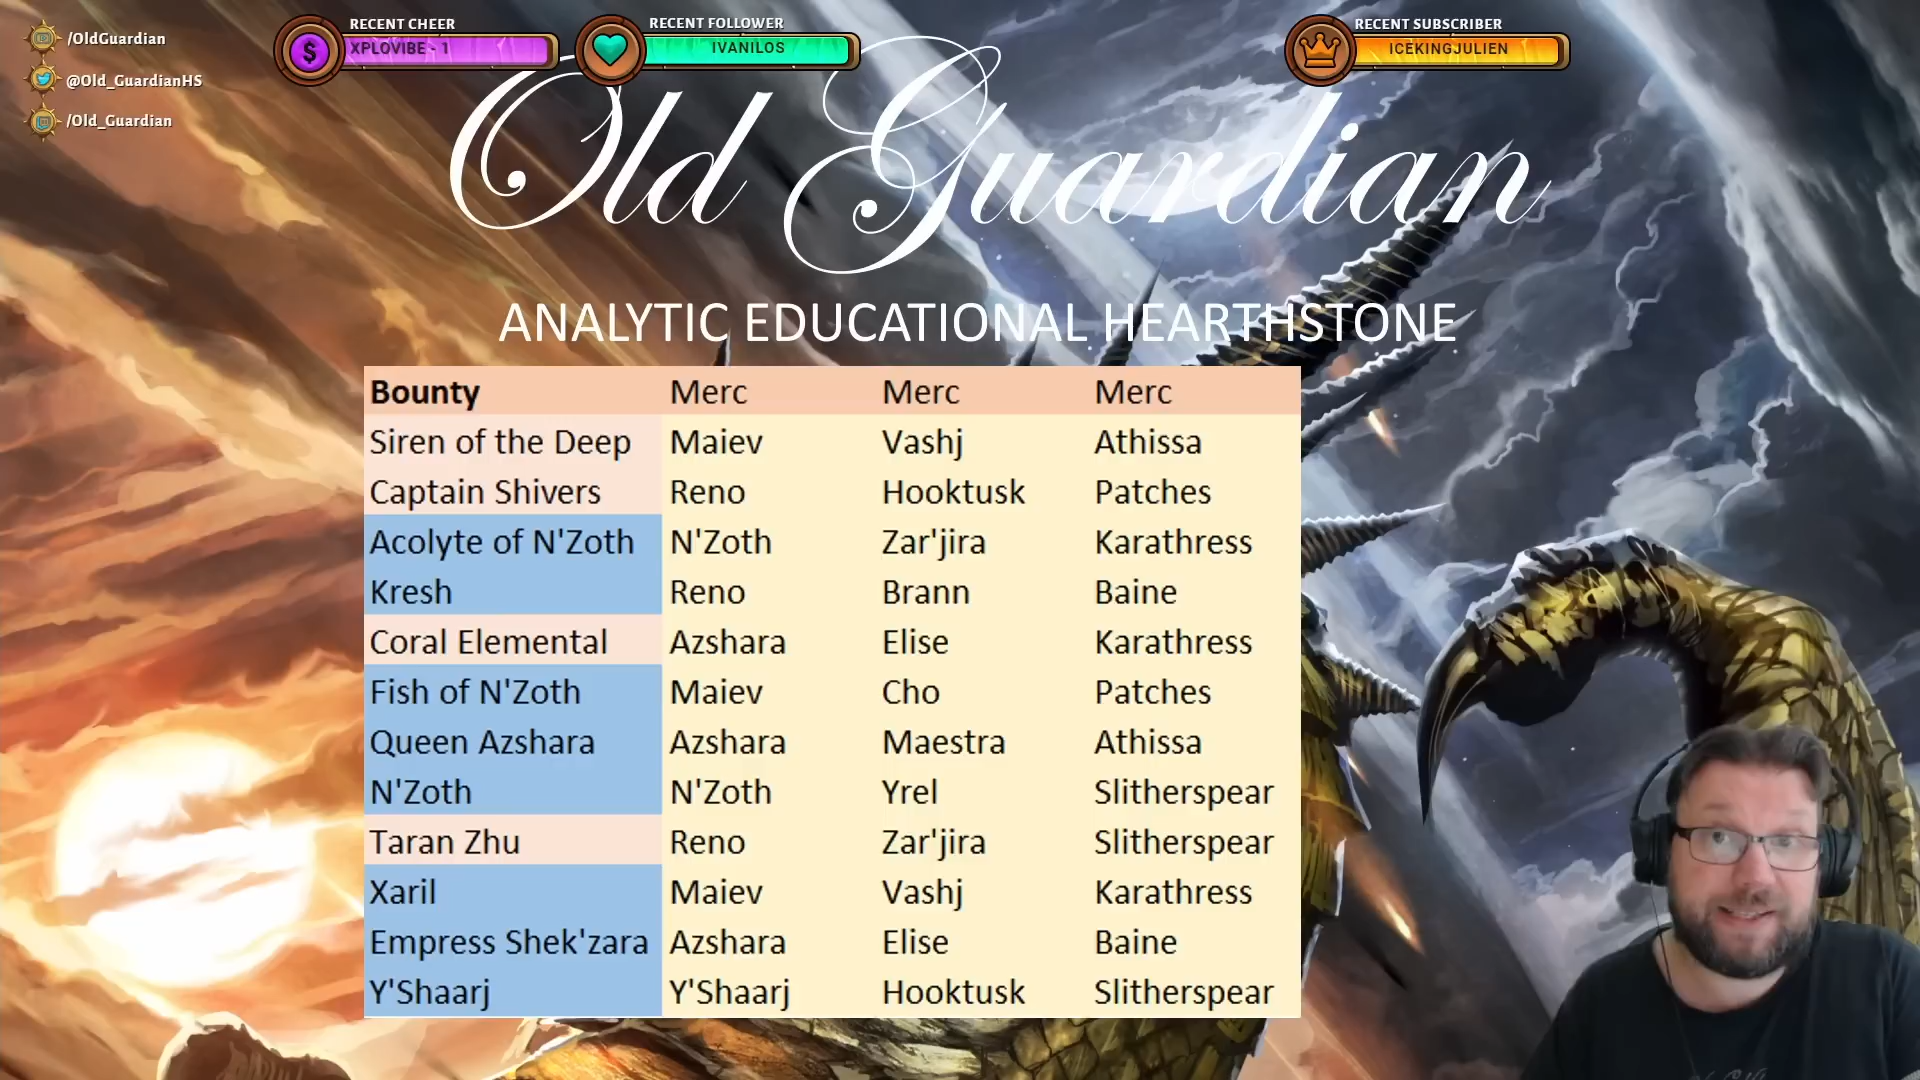 /OldGuardian
@Old_GuardianHS
/Old_Guardian
RECENT CHEER
XPLOVIBE - 1
RECENT FOLLOWER
IVANILOS
RECENT SUBSCRIBER
ICEKINGJULIEN
Old Guardian
ANALYTIC EDUCATIONAL HEARTHSTONE
Bounty Merc Merc Merc
Siren of the Deep Maiev Vashj Athissa
Captain Shivers Reno Hooktusk Patches
Acolyte of N'Zoth N'Zoth Zar'jira Karathress
Kresh Reno Brann Baine
Coral Elemental Azshara Elise Karathress
Fish of N'Zoth Maiev Cho Patches
Queen Azshara Azshara Maestra Athissa
N'Zoth N'Zoth Yrel Slitherspear
Taran Zhu Reno Zar'jira Slitherspear
Xaril Maiev Vashj Karathress
Empress Shek'zara Azshara Elise Baine
Y'Shaarj Y'Shaarj Hooktusk Slitherspear